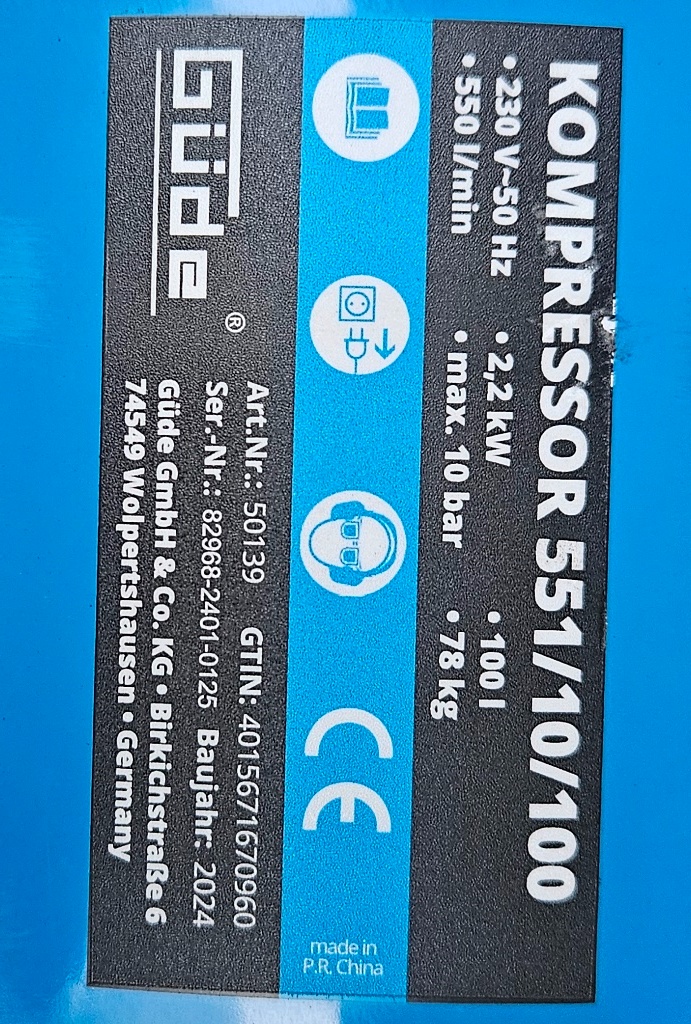 KOMPRESSOR 551/10/100
• 230 V~50 Hz • 2,2 kW • 100 l
• 550 l/min • max. 10 bar • 78 kg
CE
made in
P.R. China
Güde ®
Art.Nr.: 50139 GTIN: 4015671670960
Ser.-Nr.: 82968-2401-0125 Baujahr: 2024
Güde GmbH & Co. KG • Birkichstraße 6
74549 Wolpertshausen • Germany